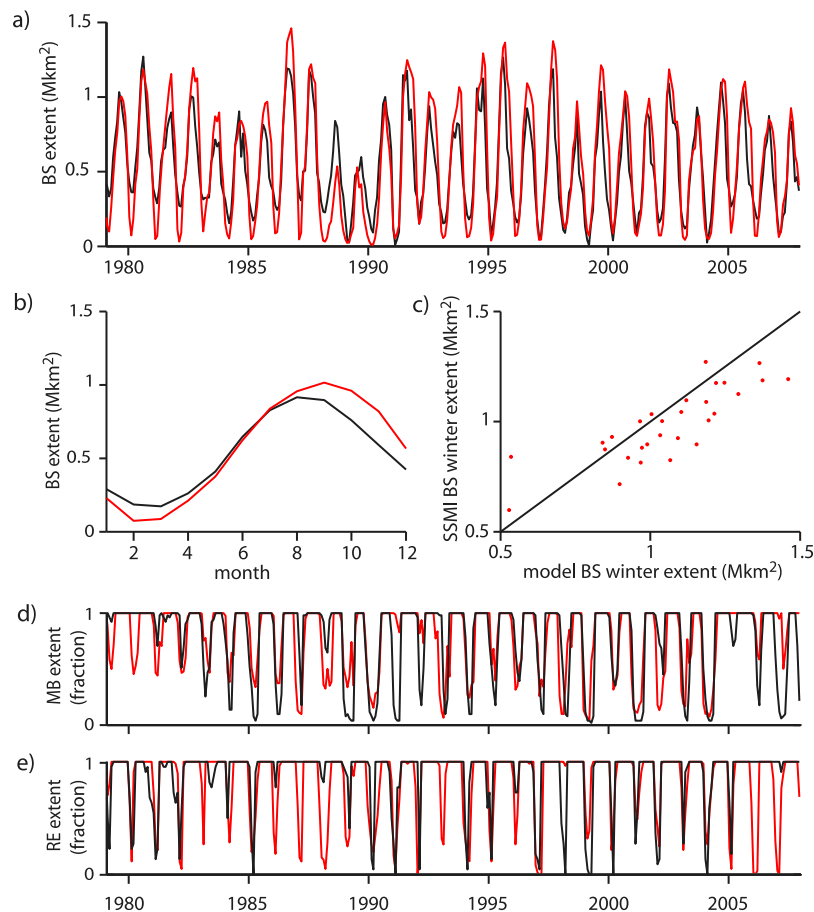 a)
BS extent (Mkm²)
1.5
1
0.5
0
1980 1985 1990 1995 2000 2005
b)
BS extent (Mkm²)
1.5
1
0.5
0
2 4 6 8 10 12
month
c)
SSMI BS winter extent (Mkm²)
1.5
1
0.5
0.5 1 1.5
model BS winter extent (Mkm²)
d)
MB extent
(fraction)
1
0
e)
RE extent
(fraction)
1
0
1980 1985 1990 1995 2000 2005